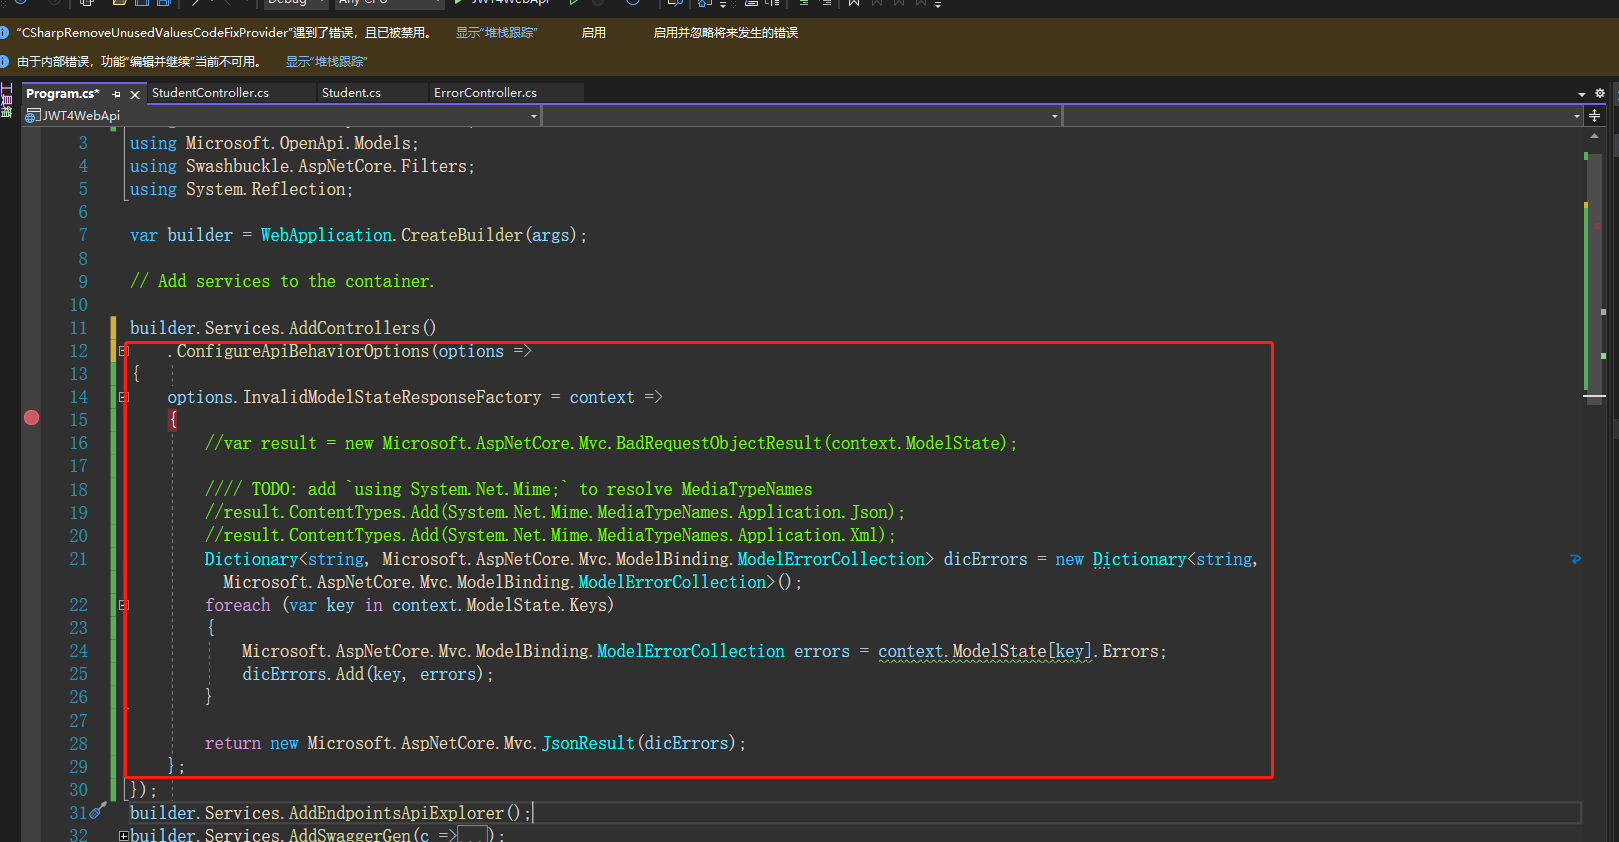 Debug Any CPU JWT4WebApi
"CSharpRemoveUnusedValuesCodeFixProvider"遇到了错误，且已被禁用。 显示"堆栈跟踪" 启用 启用并忽略将来发生的错误
由于内部错误，功能"编辑并继续"当前不可用。 显示"堆栈跟踪"
工具箱
Program.cs* StudentController.cs Student.cs ErrorController.cs
JWT4WebApi
3 using Microsoft.OpenApi.Models;
4 using Swashbuckle.AspNetCore.Filters;
5 using System.Reflection;
6
7 var builder = WebApplication.CreateBuilder(args);
8
9 // Add services to the container.
10
11 builder.Services.AddControllers()
12 .ConfigureApiBehaviorOptions(options =>
13 {
14 options.InvalidModelStateResponseFactory = context =>
15 {
16 //var result = new Microsoft.AspNetCore.Mvc.BadRequestObjectResult(context.ModelState);
17
18 //// TODO: add `using System.Net.Mime;` to resolve MediaTypeNames
19 //result.ContentTypes.Add(System.Net.Mime.MediaTypeNames.Application.Json);
20 //result.ContentTypes.Add(System.Net.Mime.MediaTypeNames.Application.Xml);
21 Dictionary<string, Microsoft.AspNetCore.Mvc.ModelBinding.ModelErrorCollection> dicErrors = new Dictionary<string,
Microsoft.AspNetCore.Mvc.ModelBinding.ModelErrorCollection>();
22 foreach (var key in context.ModelState.Keys)
23 {
24 Microsoft.AspNetCore.Mvc.ModelBinding.ModelErrorCollection errors = context.ModelState[key].Errors;
25 dicErrors.Add(key, errors);
26 }
27
28 return new Microsoft.AspNetCore.Mvc.JsonResult(dicErrors);
29 };
30 });
31 builder.Services.AddEndpointsApiExplorer();
32 builder.Services.AddSwaggerGen(c =>...);